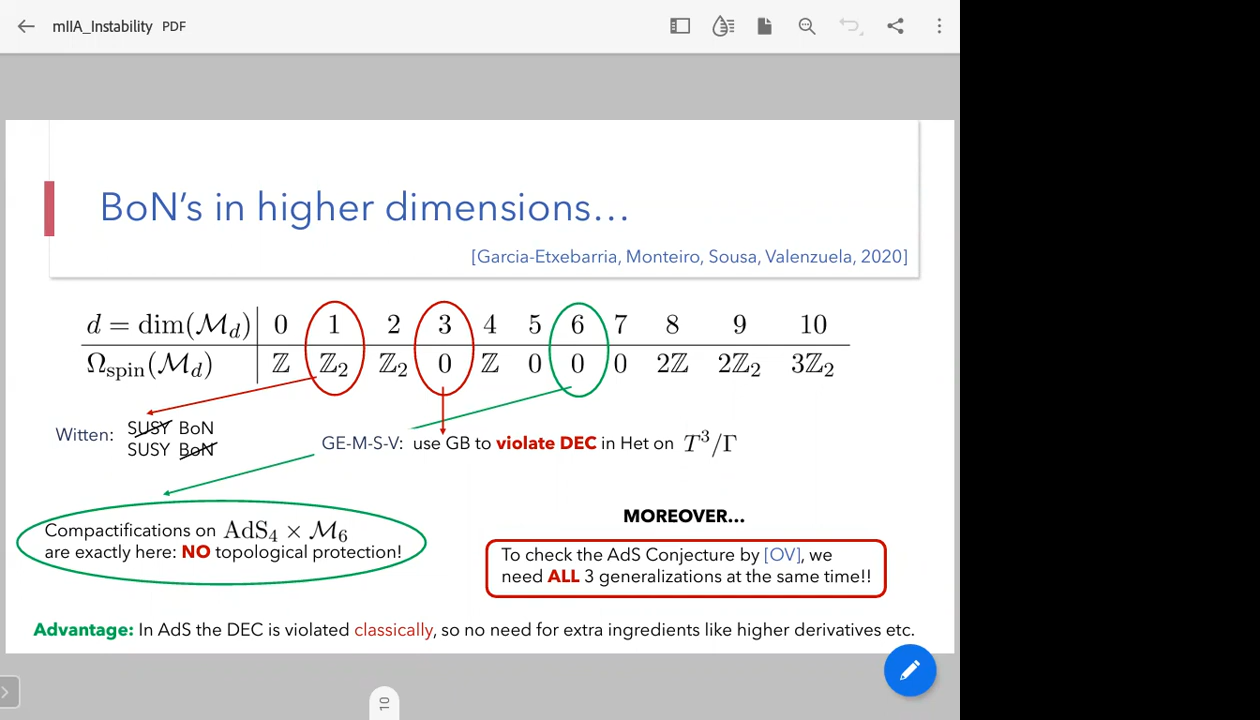 mIIA_Instability PDF
BoN's in higher dimensions…
[Garcia-Etxebarria, Monteiro, Sousa, Valenzuela, 2020]
d = dim(ℳ_d) 0 1 2 3 4 5 6 7 8 9 10
Ω_spin(ℳ_d) ℤ ℤ₂ ℤ₂ 0 ℤ 0 0 0 2ℤ 2ℤ₂ 3ℤ₂
Witten: SUSY BoN
SUSY BoN
GE-M-S-V: use GB to violate DEC in Het on T³/Γ
Compactifications on AdS₄ × ℳ₆
are exactly here: NO topological protection!
MOREOVER…
To check the AdS Conjecture by [OV], we
need ALL 3 generalizations at the same time!!
Advantage: In AdS the DEC is violated classically, so no need for extra ingredients like higher derivatives etc.
10